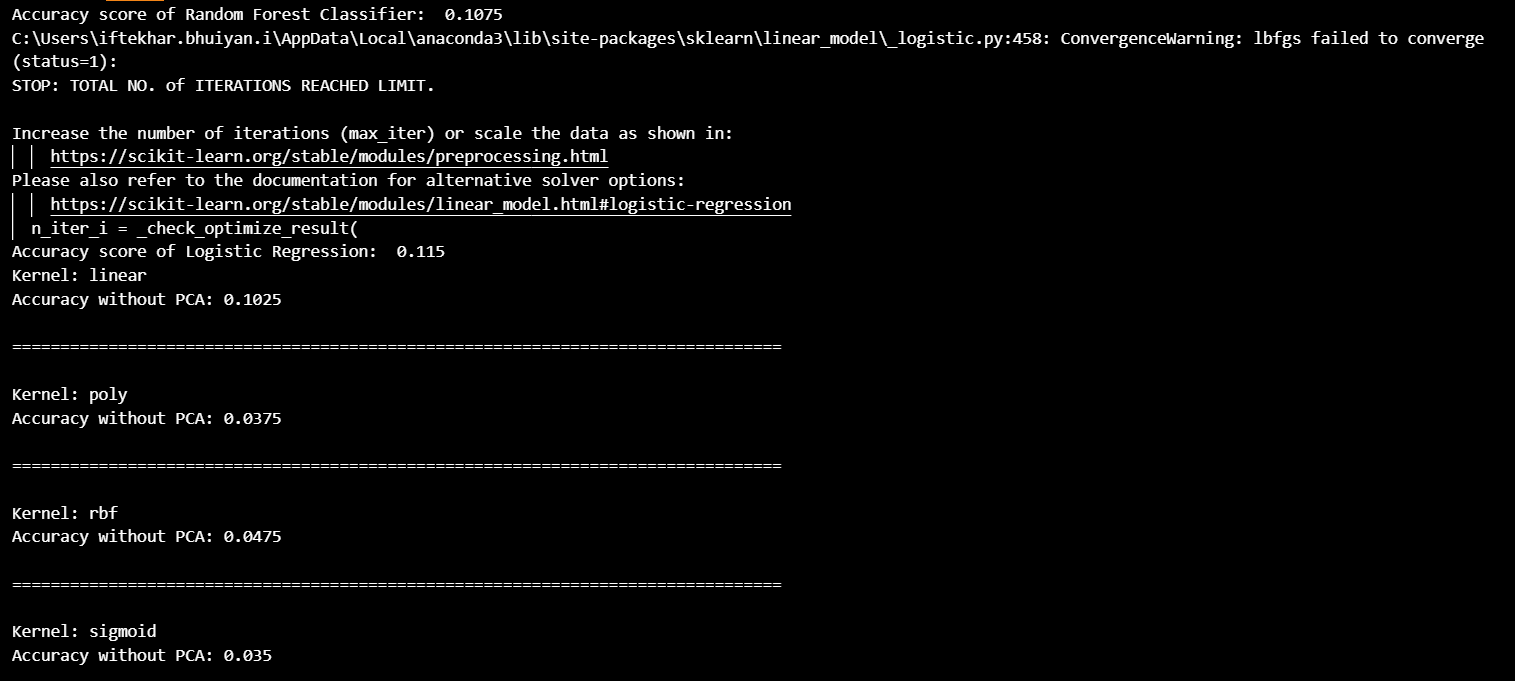 Accuracy score of Random Forest Classifier:  0.1075
C:\Users\iftekhar.bhuiyan.i\AppData\Local\anaconda3\lib\site-packages\sklearn\linear_model\_logistic.py:458: ConvergenceWarning: lbfgs failed to converge
(status=1):
STOP: TOTAL NO. of ITERATIONS REACHED LIMIT.

Increase the number of iterations (max_iter) or scale the data as shown in:
    https://scikit-learn.org/stable/modules/preprocessing.html
Please also refer to the documentation for alternative solver options:
    https://scikit-learn.org/stable/modules/linear_model.html#logistic-regression
  n_iter_i = _check_optimize_result(
Accuracy score of Logistic Regression:  0.115
Kernel: linear
Accuracy without PCA: 0.1025

================================================================================

Kernel: poly
Accuracy without PCA: 0.0375

================================================================================

Kernel: rbf
Accuracy without PCA: 0.0475

================================================================================

Kernel: sigmoid
Accuracy without PCA: 0.035